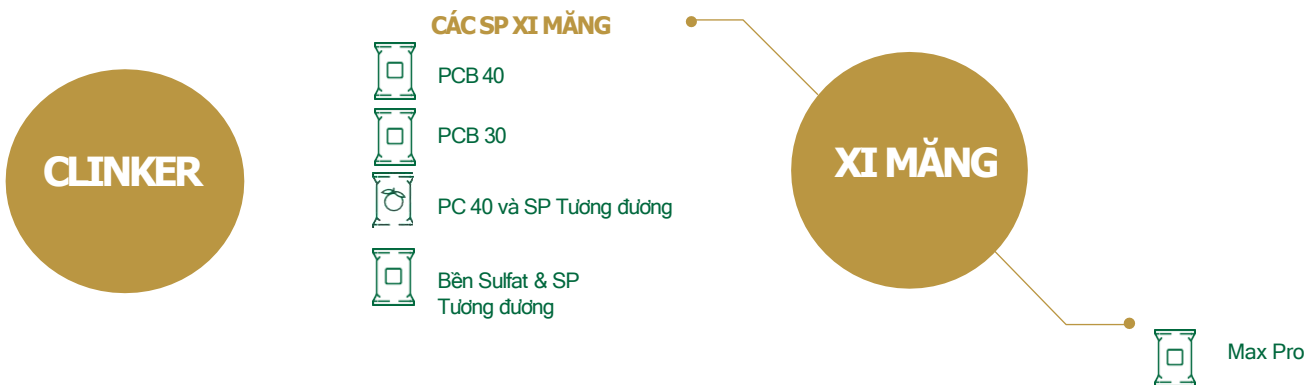 CLINKER
CÁC SP XI MĂNG
PCB 40
PCB 30
PC 40 và SP Tương đương
Bền Sulfat & SP
Tương đương
XI MĂNG
Max Pro